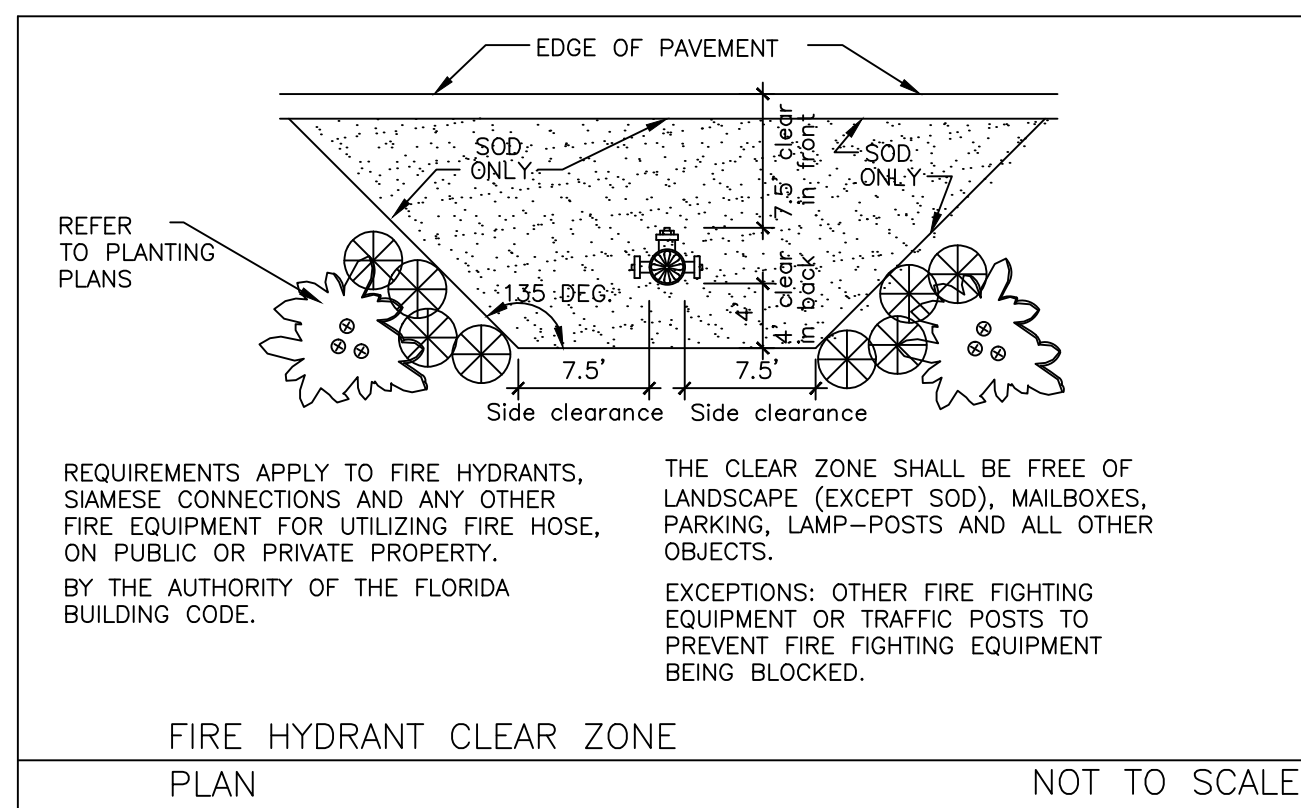 EDGE OF PAVEMENT
7.5' clear
in front
SOD
ONLY
SOD
ONLY
REFER
TO PLANTING
PLANS
135 DEG.
4'
4' clear
in back
7.5'
7.5'
Side clearance
Side clearance
REQUIREMENTS APPLY TO FIRE HYDRANTS,
SIAMESE CONNECTIONS AND ANY OTHER
FIRE EQUIPMENT FOR UTILIZING FIRE HOSE,
ON PUBLIC OR PRIVATE PROPERTY.
BY THE AUTHORITY OF THE FLORIDA
BUILDING CODE.
THE CLEAR ZONE SHALL BE FREE OF
LANDSCAPE (EXCEPT SOD), MAILBOXES,
PARKING, LAMP-POSTS AND ALL OTHER
OBJECTS.
EXCEPTIONS: OTHER FIRE FIGHTING
EQUIPMENT OR TRAFFIC POSTS TO
PREVENT FIRE FIGHTING EQUIPMENT
BEING BLOCKED.
FIRE HYDRANT CLEAR ZONE
PLAN
NOT TO SCALE